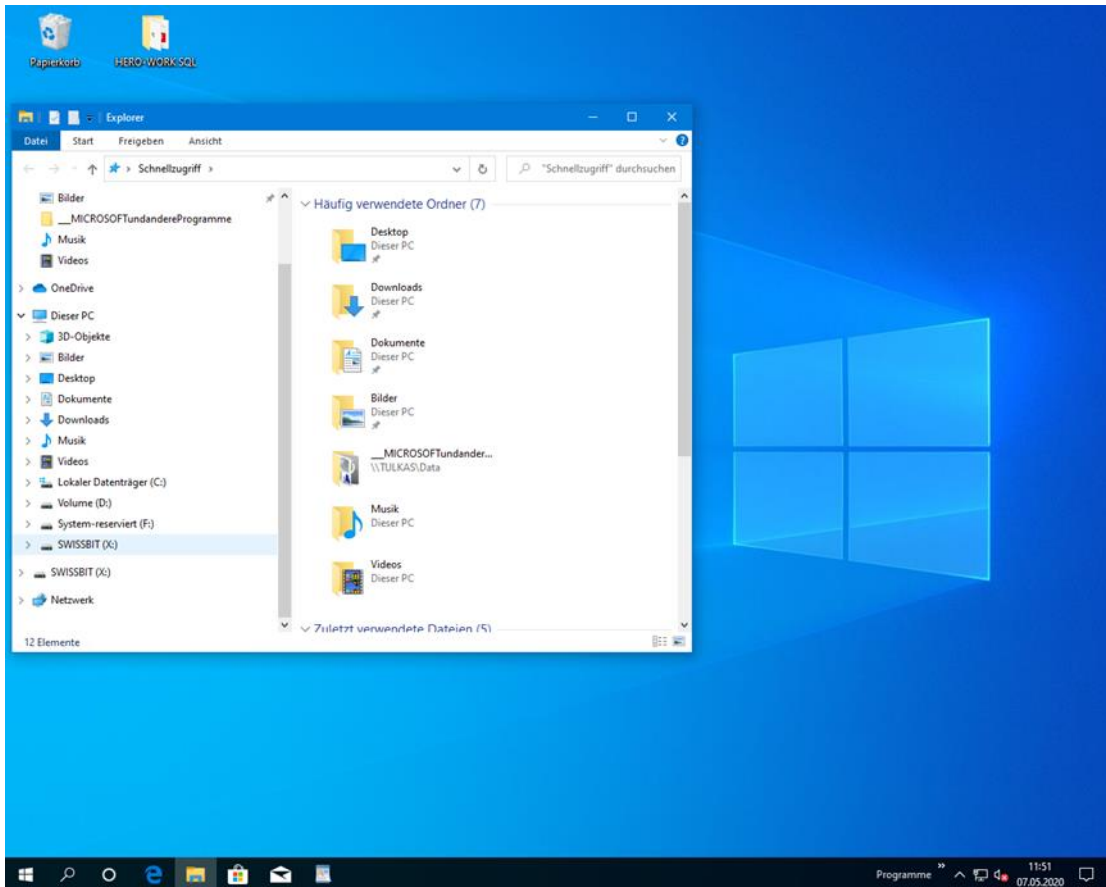 Papierkorb
HERO-WORK SQL
Explorer
Datei Start Freigeben Ansicht
Schnellzugriff
"Schnellzugriff" durchsuchen
Bilder
__MICROSOFTundandereProgramme
Musik
Videos
OneDrive
Dieser PC
3D-Objekte
Bilder
Desktop
Dokumente
Downloads
Musik
Videos
Lokaler Datenträger (C:)
Volume (D:)
System-reserviert (F:)
SWISSBIT (X:)
SWISSBIT (X:)
Netzwerk
Häufig verwendete Ordner (7)
Desktop
Dieser PC
Downloads
Dieser PC
Dokumente
Dieser PC
Bilder
Dieser PC
__MICROSOFTundander...
\\TULKAS\Data
Musik
Dieser PC
Videos
Dieser PC
Zuletzt verwendete Dateien (5)
12 Elemente
Programme
11:51
07.05.2020